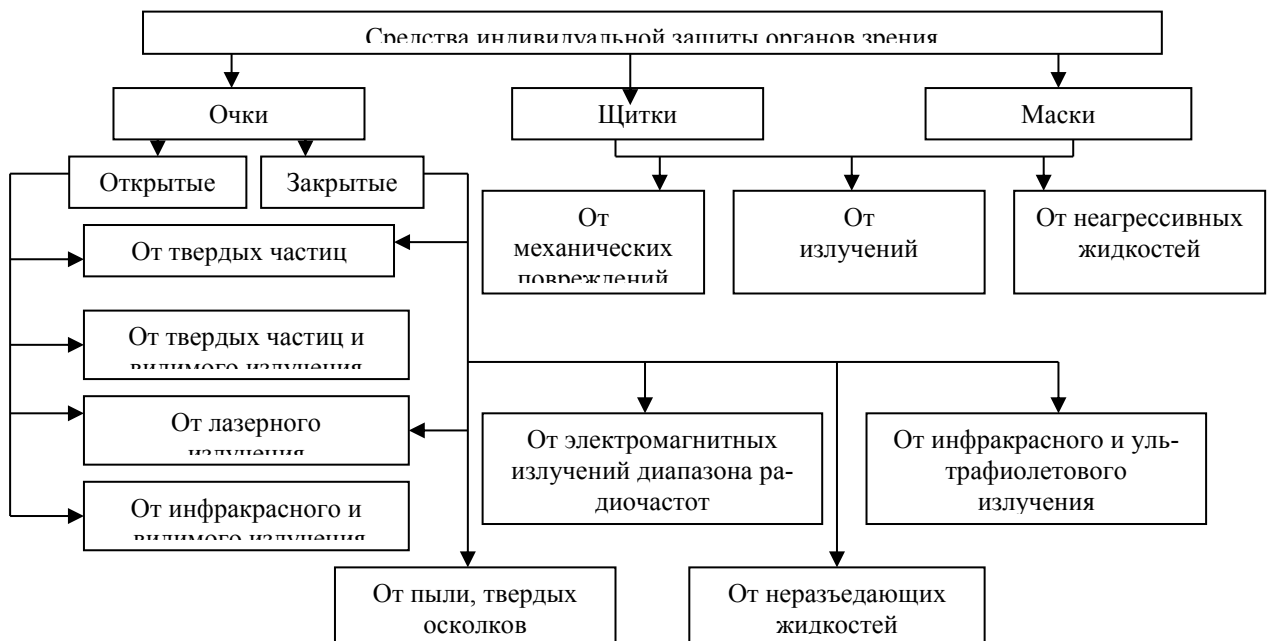 Средства индивидуальной защиты органов зрения
Очки
Щитки
Маски
Открытые
Закрытые
От
механических
повреждений
От
излучений
От неагрессивных
жидкостей
От твердых частиц
От твердых частиц и
видимого излучения
От лазерного
излучения
От инфракрасного и
видимого излучения
От электромагнитных
излучений диапазона ра-
диочастот
От инфракрасного и уль-
трафиолетового
излучения
От пыли, твердых
осколков
От неразъедающих
жидкостей